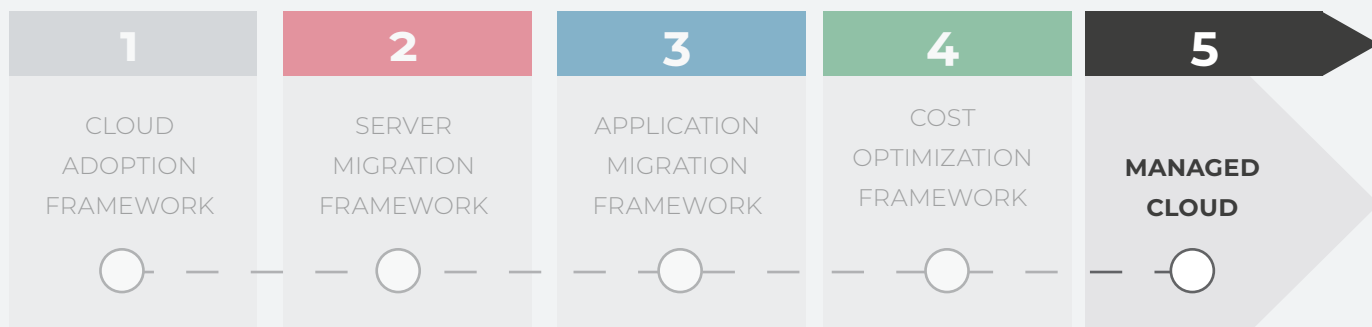 1
CLOUD
ADOPTION
FRAMEWORK
2
SERVER
MIGRATION
FRAMEWORK
3
APPLICATION
MIGRATION
FRAMEWORK
4
COST
OPTIMIZATION
FRAMEWORK
5
MANAGED
CLOUD